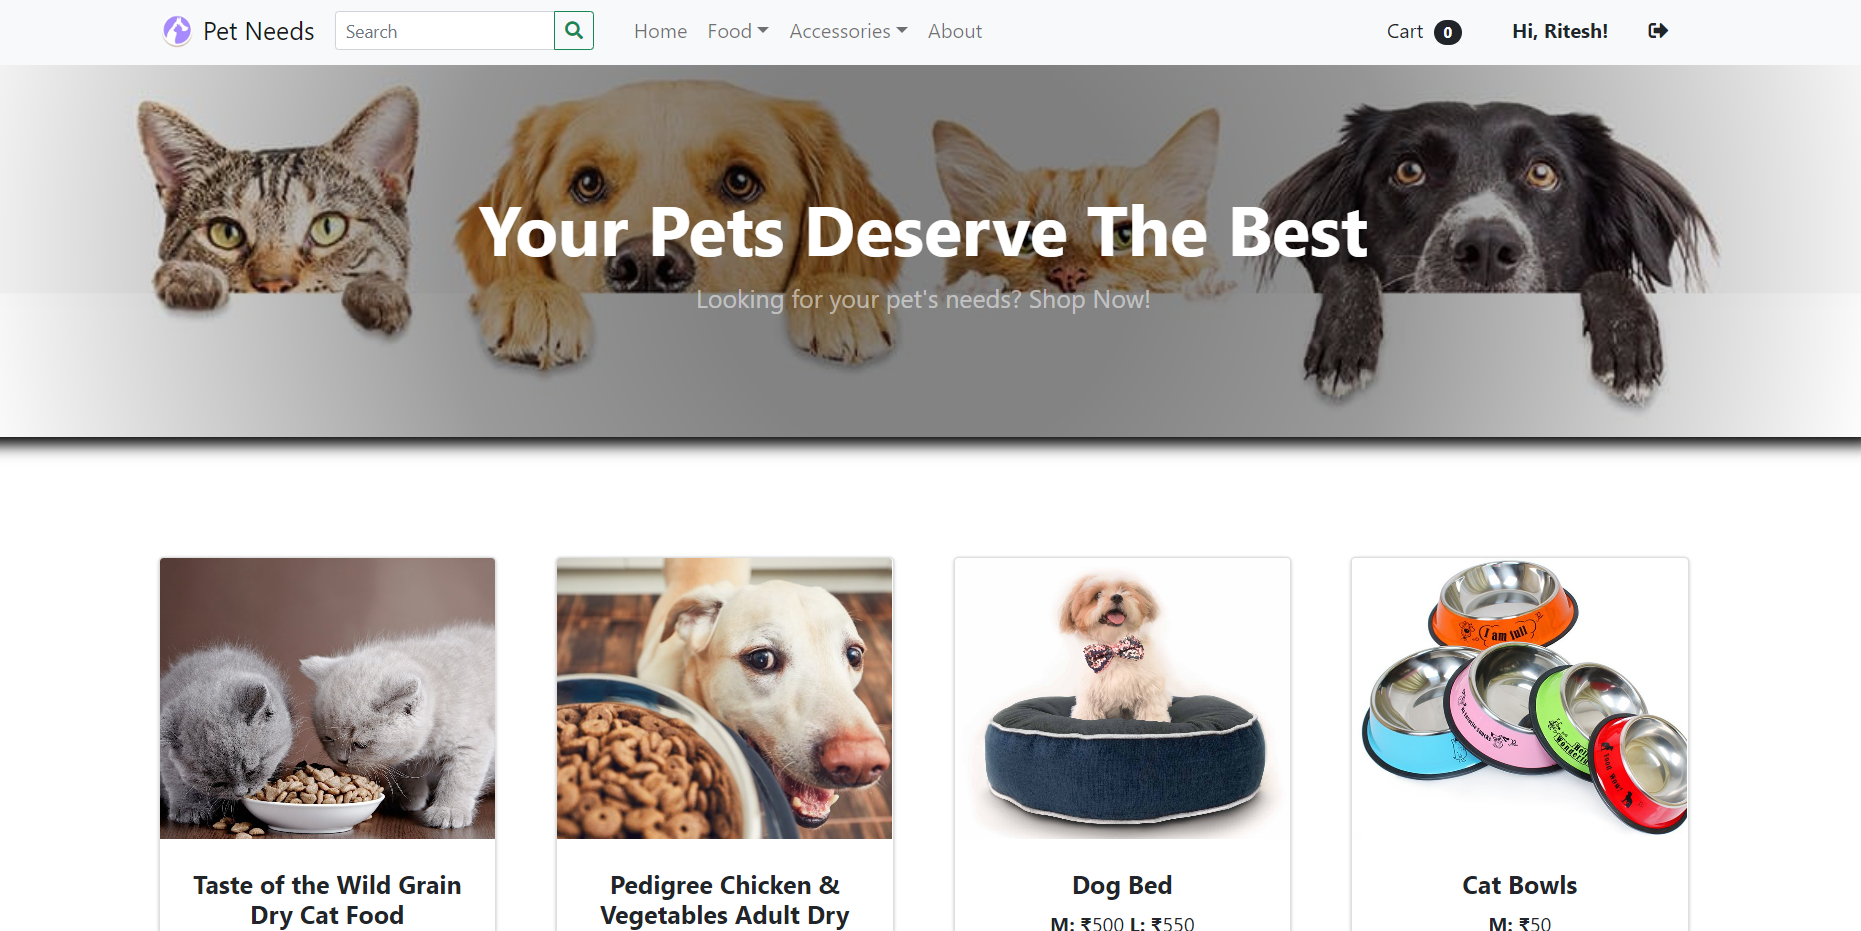 Pet Needs
Search
Home
Food
Accessories
About
Cart 0
Hi, Ritesh!
Your Pets Deserve The Best
Looking for your pet's needs? Shop Now!
I am full
Taste of the Wild Grain
Dry Cat Food
Pedigree Chicken &
Vegetables Adult Dry
Dog Bed
M: ₹500 L: ₹550
Cat Bowls
M: ₹50